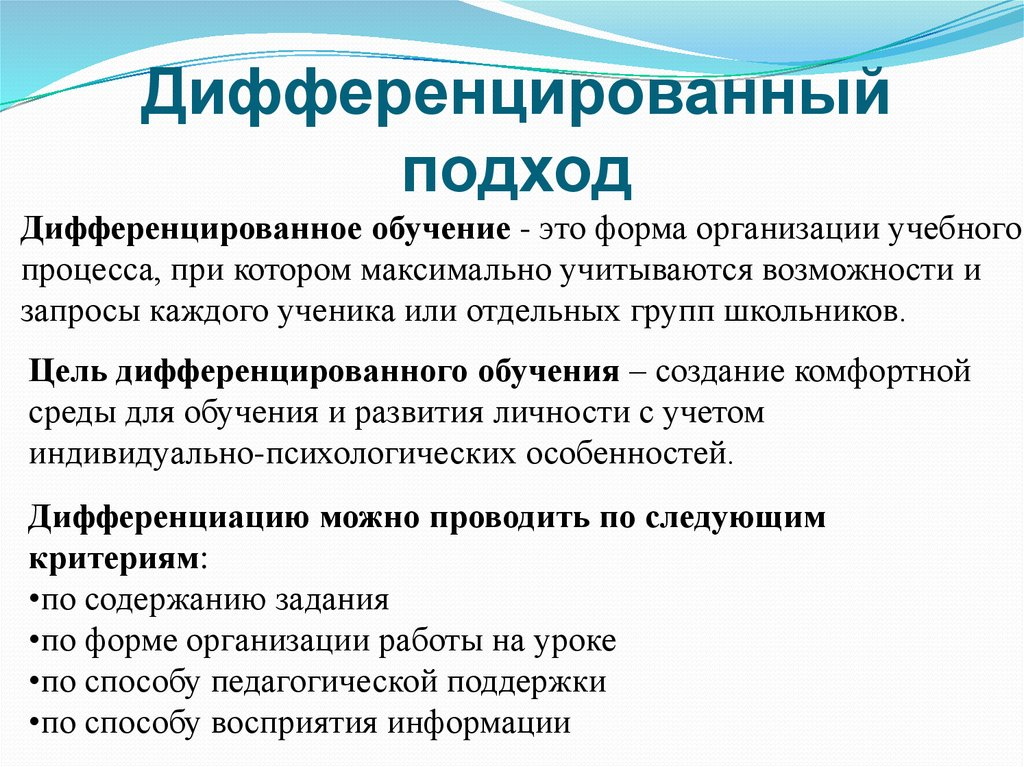 Дифференцированный
подход
Дифференцированное обучение - это форма организации учебного
процесса, при котором максимально учитываются возможности и
запросы каждого ученика или отдельных групп школьников.
Цель дифференцированного обучения – создание комфортной
среды для обучения и развития личности с учетом
индивидуально-психологических особенностей.
Дифференциацию можно проводить по следующим
критериям:
•по содержанию задания
•по форме организации работы на уроке
•по способу педагогической поддержки
•по способу восприятия информации